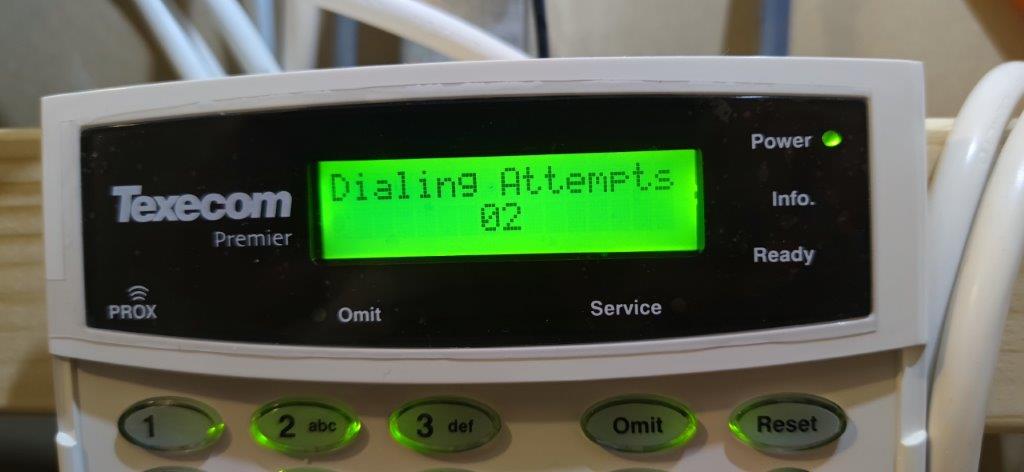 Power
Dialing Attempts
02
Texecom
Premier
Info.
Ready
PROX
Omit
Service
1
2 abc
3 def
Omit
Reset